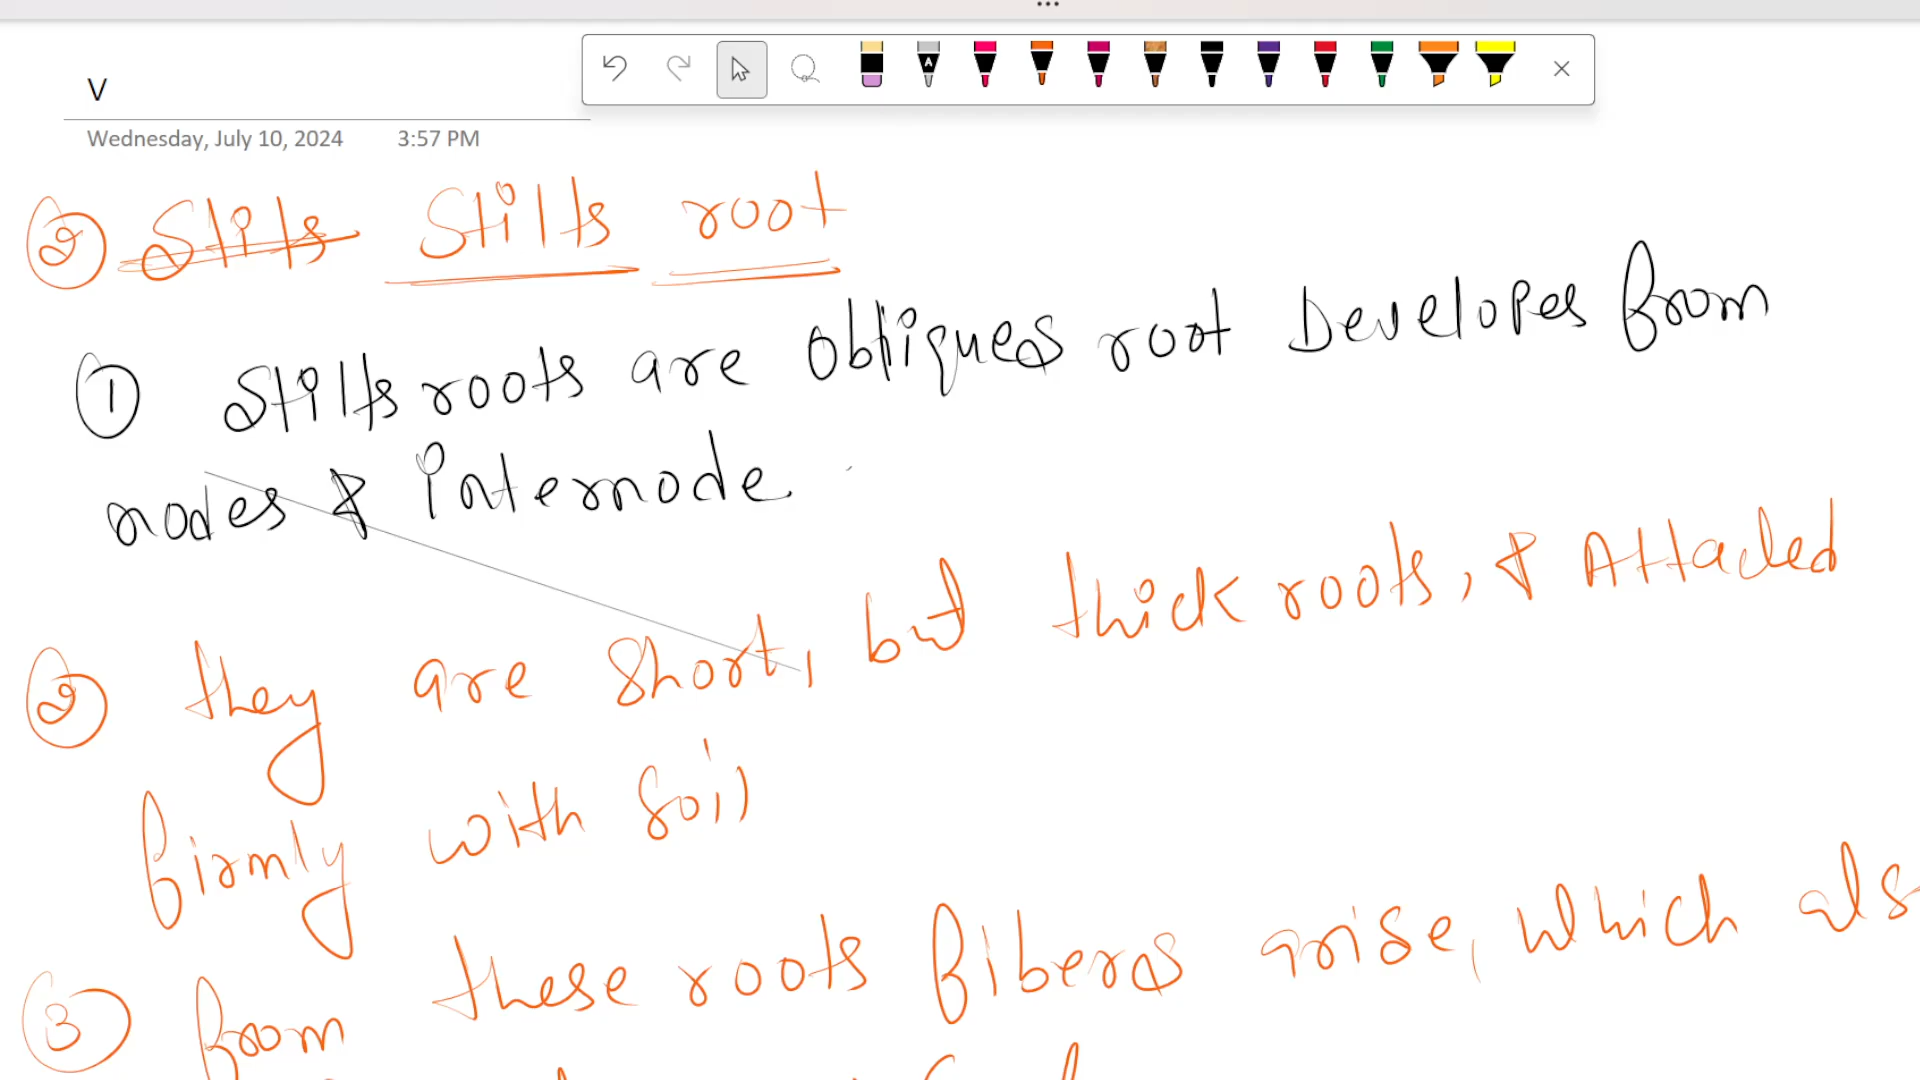 V
Wednesday, July 10, 2024 3:57 PM
② Slits Stilts root
① Stilts roots are obliques root Developes from
nodes & internode
② they are short, but thick roots, & Attached
firmly with soil
③ from these roots fibers arise, which als